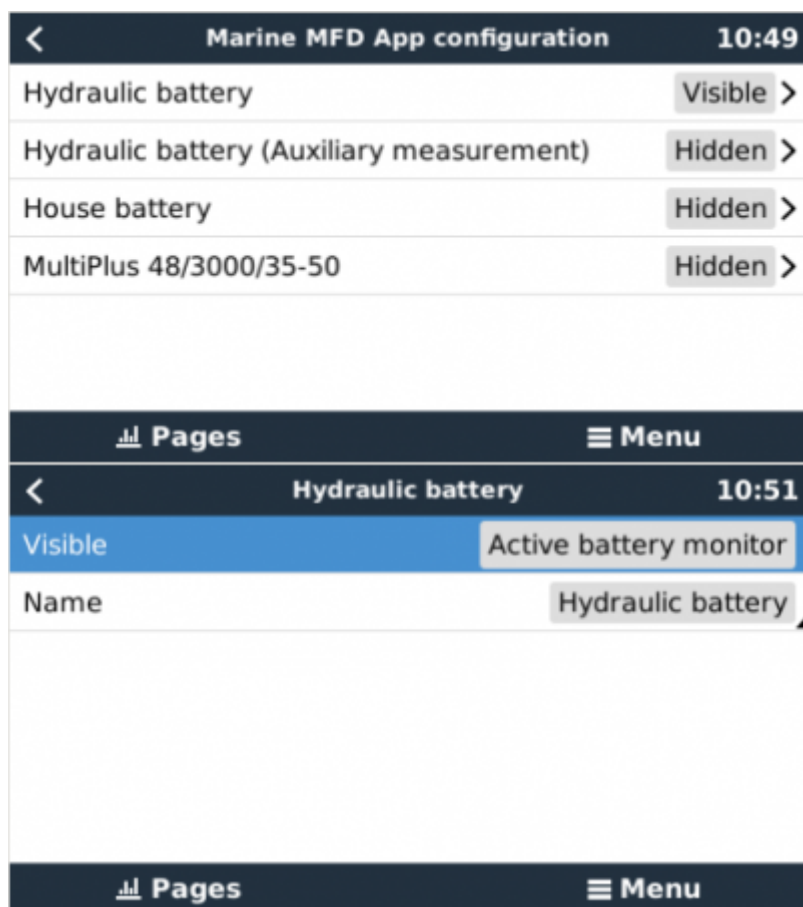 Marine MFD App configuration 10:49
Hydraulic battery Visible
Hydraulic battery (Auxiliary measurement) Hidden
House battery Hidden
MultiPlus 48/3000/35-50 Hidden
Pages Menu
Hydraulic battery 10:51
Visible Active battery monitor
Name Hydraulic battery
Pages Menu